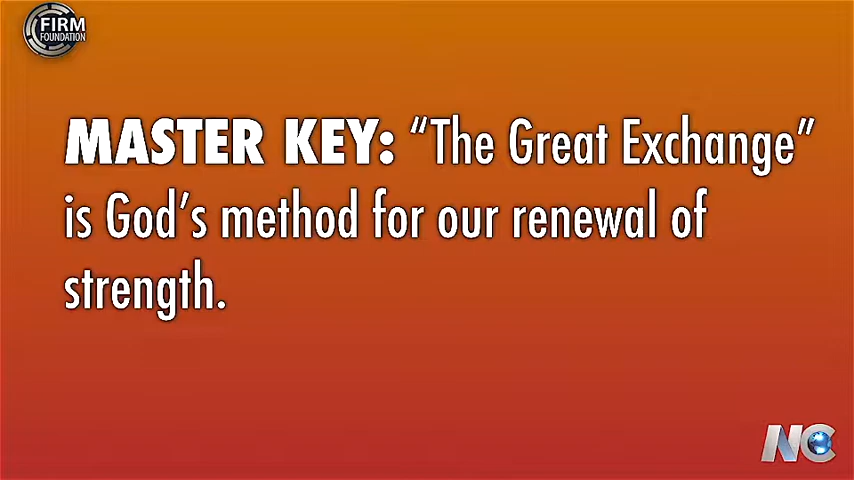 FIRM
FOUNDATION
MASTER KEY: “The Great Exchange”
is God’s method for our renewal of
strength.
NC